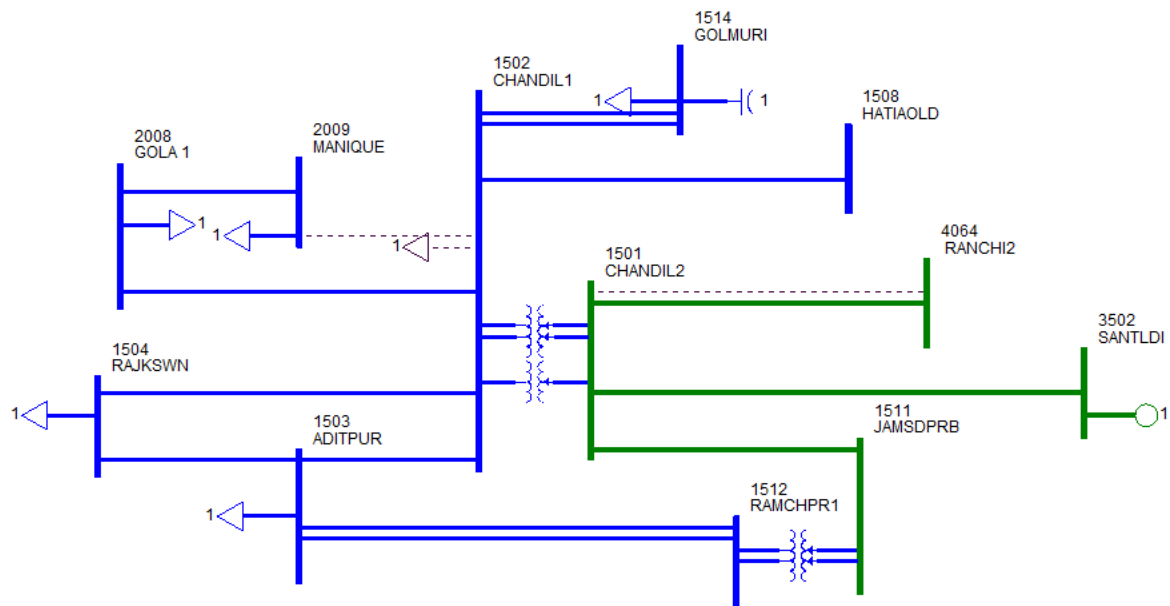 1514
GOLMURI
1502
CHANDIL1
1
1
1508
HATIAOLD
2008
GOLA 1
2009
MANIQUE
1
1
1
4064
RANCHI2
1501
CHANDIL2
3502
SANTLDI
1504
RAJKSWN
1
1503
ADITPUR
1511
JAMSDPRB
1
1512
RAMCHPR1
1